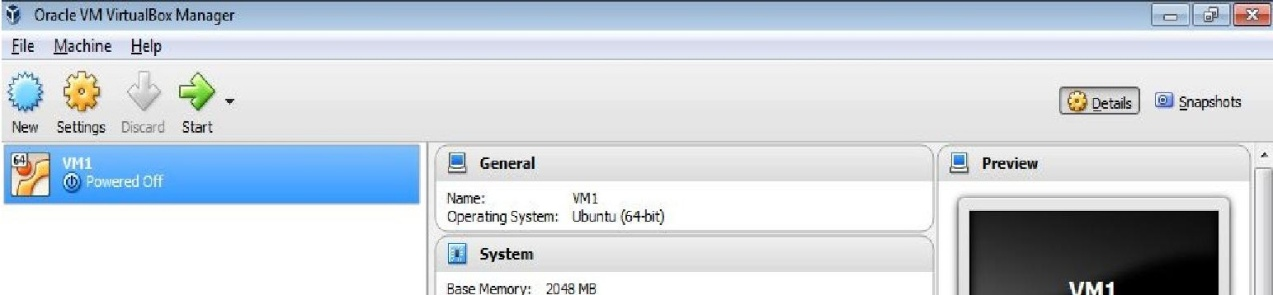 Oracle VM VirtualBox Manager
File Machine Help
New Settings Discard Start Details Snapshots
64 VM1
Powered Off
General
Name: VM1
Operating System: Ubuntu (64-bit)
System
Base Memory: 2048 MB
Preview
VM1